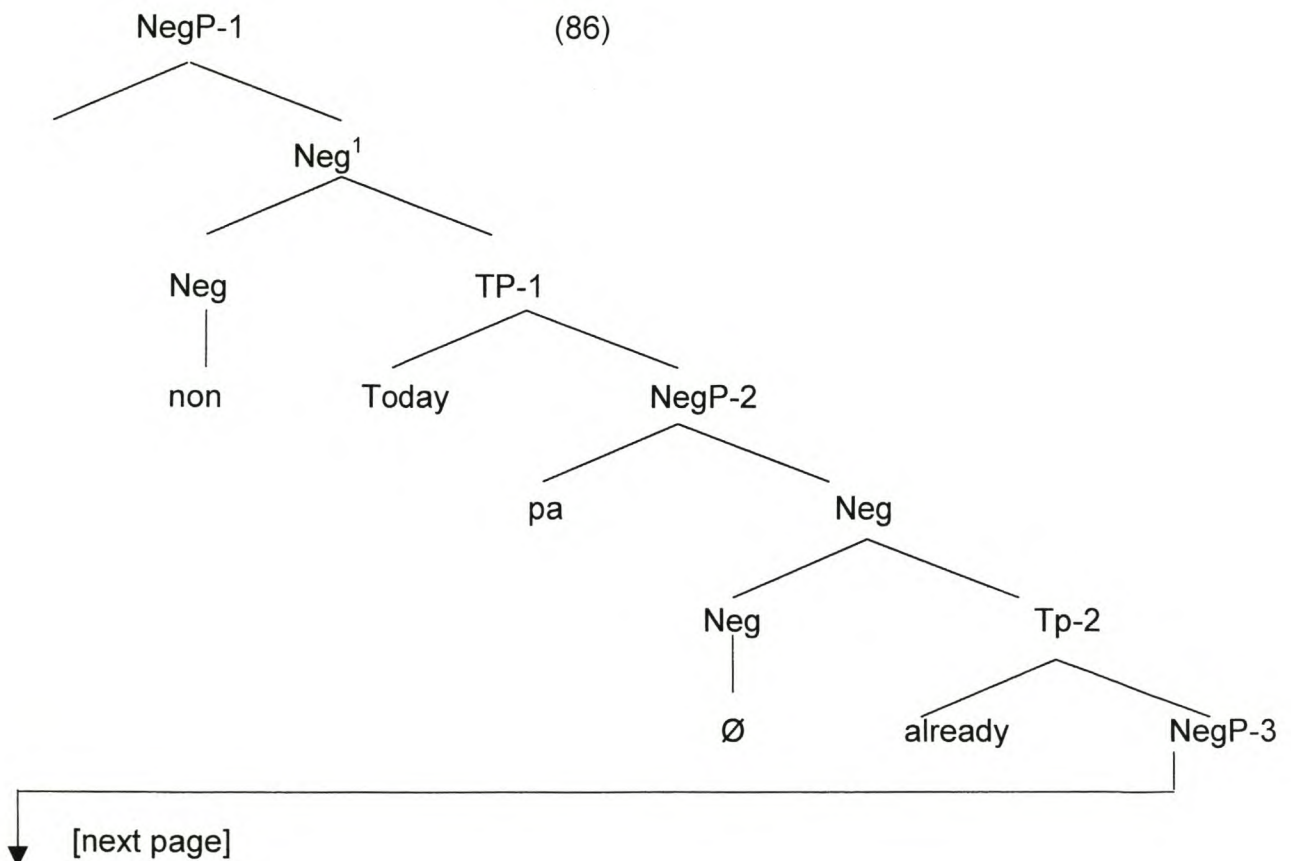 NegP-1 (86)
Neg¹
Neg TP-1
non Today NegP-2
pa Neg
Neg Tp-2
Ø already NegP-3
[next page]